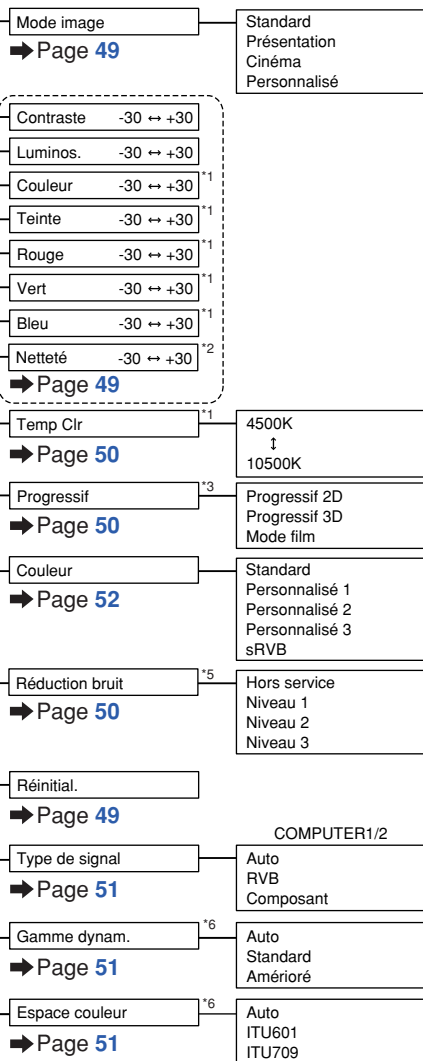 Mode image
Standard
Présentation
Cinéma
Personnalisé
➡ Page 49
Contraste -30 ↔ +30
Luminos. -30 ↔ +30
Couleur -30 ↔ +30 *1
Teinte -30 ↔ +30 *1
Rouge -30 ↔ +30 *1
Vert -30 ↔ +30 *1
Bleu -30 ↔ +30 *1
Netteté -30 ↔ +30 *2
➡ Page 49
Temp Clr *1
4500K
↕
10500K
➡ Page 50
Progressif *3
Progressif 2D
Progressif 3D
Mode film
➡ Page 50
Couleur
Standard
Personnalisé 1
Personnalisé 2
Personnalisé 3
sRVB
➡ Page 52
Réduction bruit *5
Hors service
Niveau 1
Niveau 2
Niveau 3
➡ Page 50
Réinitial.
➡ Page 49
COMPUTER1/2
Type de signal
Auto
RVB
Composant
➡ Page 51
Gamme dynam. *6
Auto
Standard
Amérioré
➡ Page 51
Espace couleur *6
Auto
ITU601
ITU709
➡ Page 51